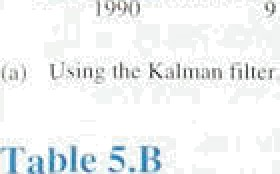 1990 9
(a) Using the Kalman filter
Table 5.B